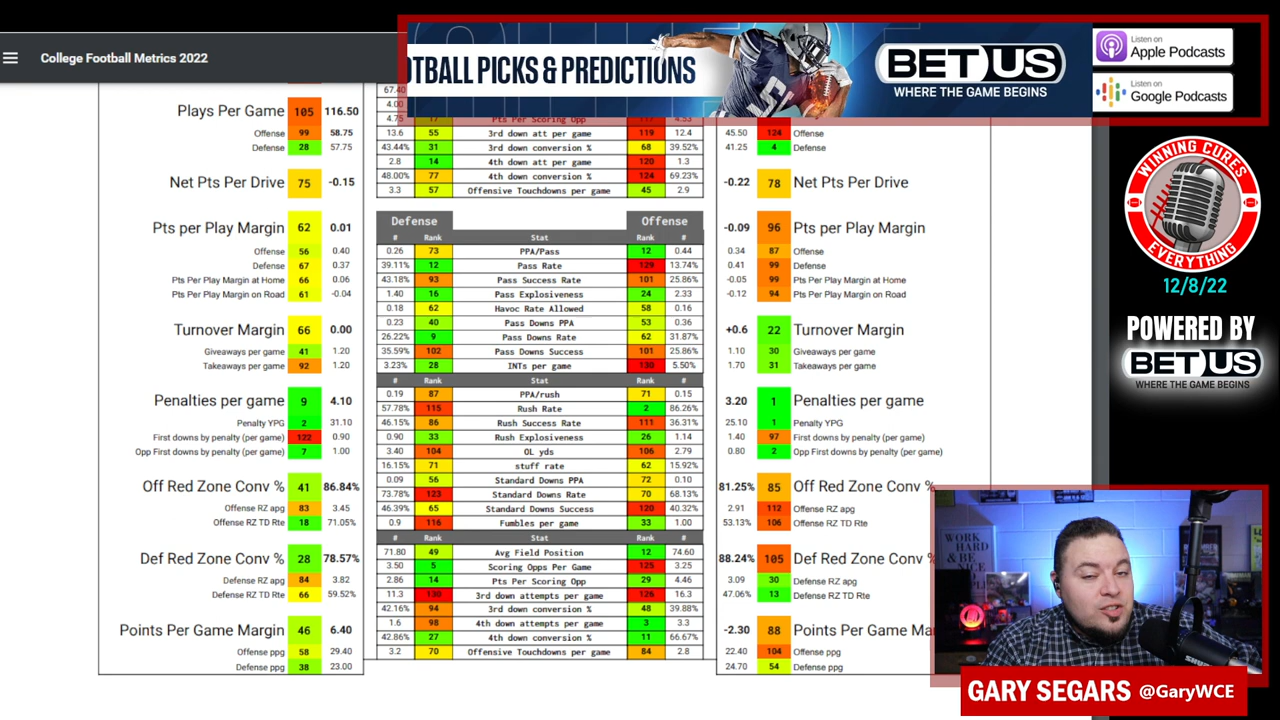 College Football Metrics 2022
OTBALL PICKS & PREDICTIONS
BETUS
WHERE THE GAME BEGINS
Listen on
Apple Podcasts
Listen on
Google Podcasts
WINNING CURES EVERYTHING
12/8/22
POWERED BY
BETUS
WHERE THE GAME BEGINS
Plays Per Game 105 116.50
Offense 99 58.75
Defense 28 57.75
Net Pts Per Drive 75 -0.15
Pts per Play Margin 62 0.01
Offense 56 0.40
Defense 67 0.37
Pts Per Play Margin at Home 66 0.06
Pts Per Play Margin on Road 61 -0.04
Turnover Margin 66 0.00
Giveaways per game 41 1.20
Takeaways per game 92 1.20
Penalties per game 9 4.10
Penalty YPG 2 31.10
First downs by penalty (per game) 122 0.90
Opp First downs by penalty (per game) 7 1.00
Off Red Zone Conv % 41 86.84%
Offense RZ apg 83 3.45
Offense RZ TD Rte 18 71.05%
Def Red Zone Conv % 28 78.57%
Defense RZ apg 84 3.82
Defense RZ TD Rte 66 59.52%
Points Per Game Margin 46 6.40
Offense ppg 58 29.40
Defense ppg 38 23.00
67.40
4.00
4.75 17 Pts Per Scoring Opp 117 4.53
13.6 55 3rd down att per game 119 12.4
43.44% 31 3rd down conversion % 68 39.52%
2.8 14 4th down att per game 120 1.3
48.00% 77 4th down conversion % 124 69.23%
3.3 57 Offensive Touchdowns per game 45 2.9
Defense Offense
# Rank Stat Rank #
0.26 73 PPA/Pass 12 0.44
39.11% 12 Pass Rate 129 13.74%
43.18% 93 Pass Success Rate 101 25.86%
1.40 16 Pass Explosiveness 24 2.33
0.18 62 Havoc Rate Allowed 58 0.16
0.23 40 Pass Downs PPA 53 0.36
26.22% 9 Pass Downs Rate 62 31.87%
35.59% 102 Pass Downs Success 101 25.86%
3.23% 28 INTs per game 130 5.50%
# Rank Stat Rank #
0.19 87 PPA/rush 71 0.15
57.78% 115 Rush Rate 2 86.26%
46.15% 86 Rush Success Rate 111 36.31%
0.90 33 Rush Explosiveness 26 1.14
3.40 104 OL yds 106 2.79
16.15% 71 stuff rate 62 15.92%
0.09 56 Standard Downs PPA 72 0.10
73.78% 123 Standard Downs Rate 70 68.13%
46.39% 65 Standard Downs Success 120 40.32%
0.9 116 Fumbles per game 33 1.00
# Rank Stat Rank #
71.80 49 Avg Field Position 12 74.60
3.50 5 Scoring Opps Per Game 125 3.25
2.86 14 Pts Per Scoring Opp 29 4.46
11.3 130 3rd down attempts per game 126 16.3
42.16% 94 3rd down conversion % 48 39.88%
1.6 98 4th down attempts per game 3 3.3
42.86% 27 4th down conversion % 11 66.67%
3.2 70 Offensive Touchdowns per game 84 2.8
45.50 124 Offense
41.25 4 Defense
-0.22 78 Net Pts Per Drive
-0.09 96 Pts per Play Margin
0.34 87 Offense
0.41 99 Defense
-0.05 99 Pts Per Play Margin at Home
-0.12 94 Pts Per Play Margin on Road
+0.6 22 Turnover Margin
1.10 30 Giveaways per game
1.70 31 Takeaways per game
3.20 1 Penalties per game
25.10 1 Penalty YPG
1.40 97 First downs by penalty (per game)
0.80 2 Opp First downs by penalty (per game)
81.25% 85 Off Red Zone Conv %
2.91 112 Offense RZ apg
53.13% 106 Offense RZ TD Rte
88.24% 105 Def Red Zone Conv %
3.09 30 Defense RZ apg
47.06% 13 Defense RZ TD Rte
-2.30 88 Points Per Game Ma
22.40 104 Offense ppg
24.70 54 Defense ppg
WORK
HARD &
GARY SEGARS @GaryWCE